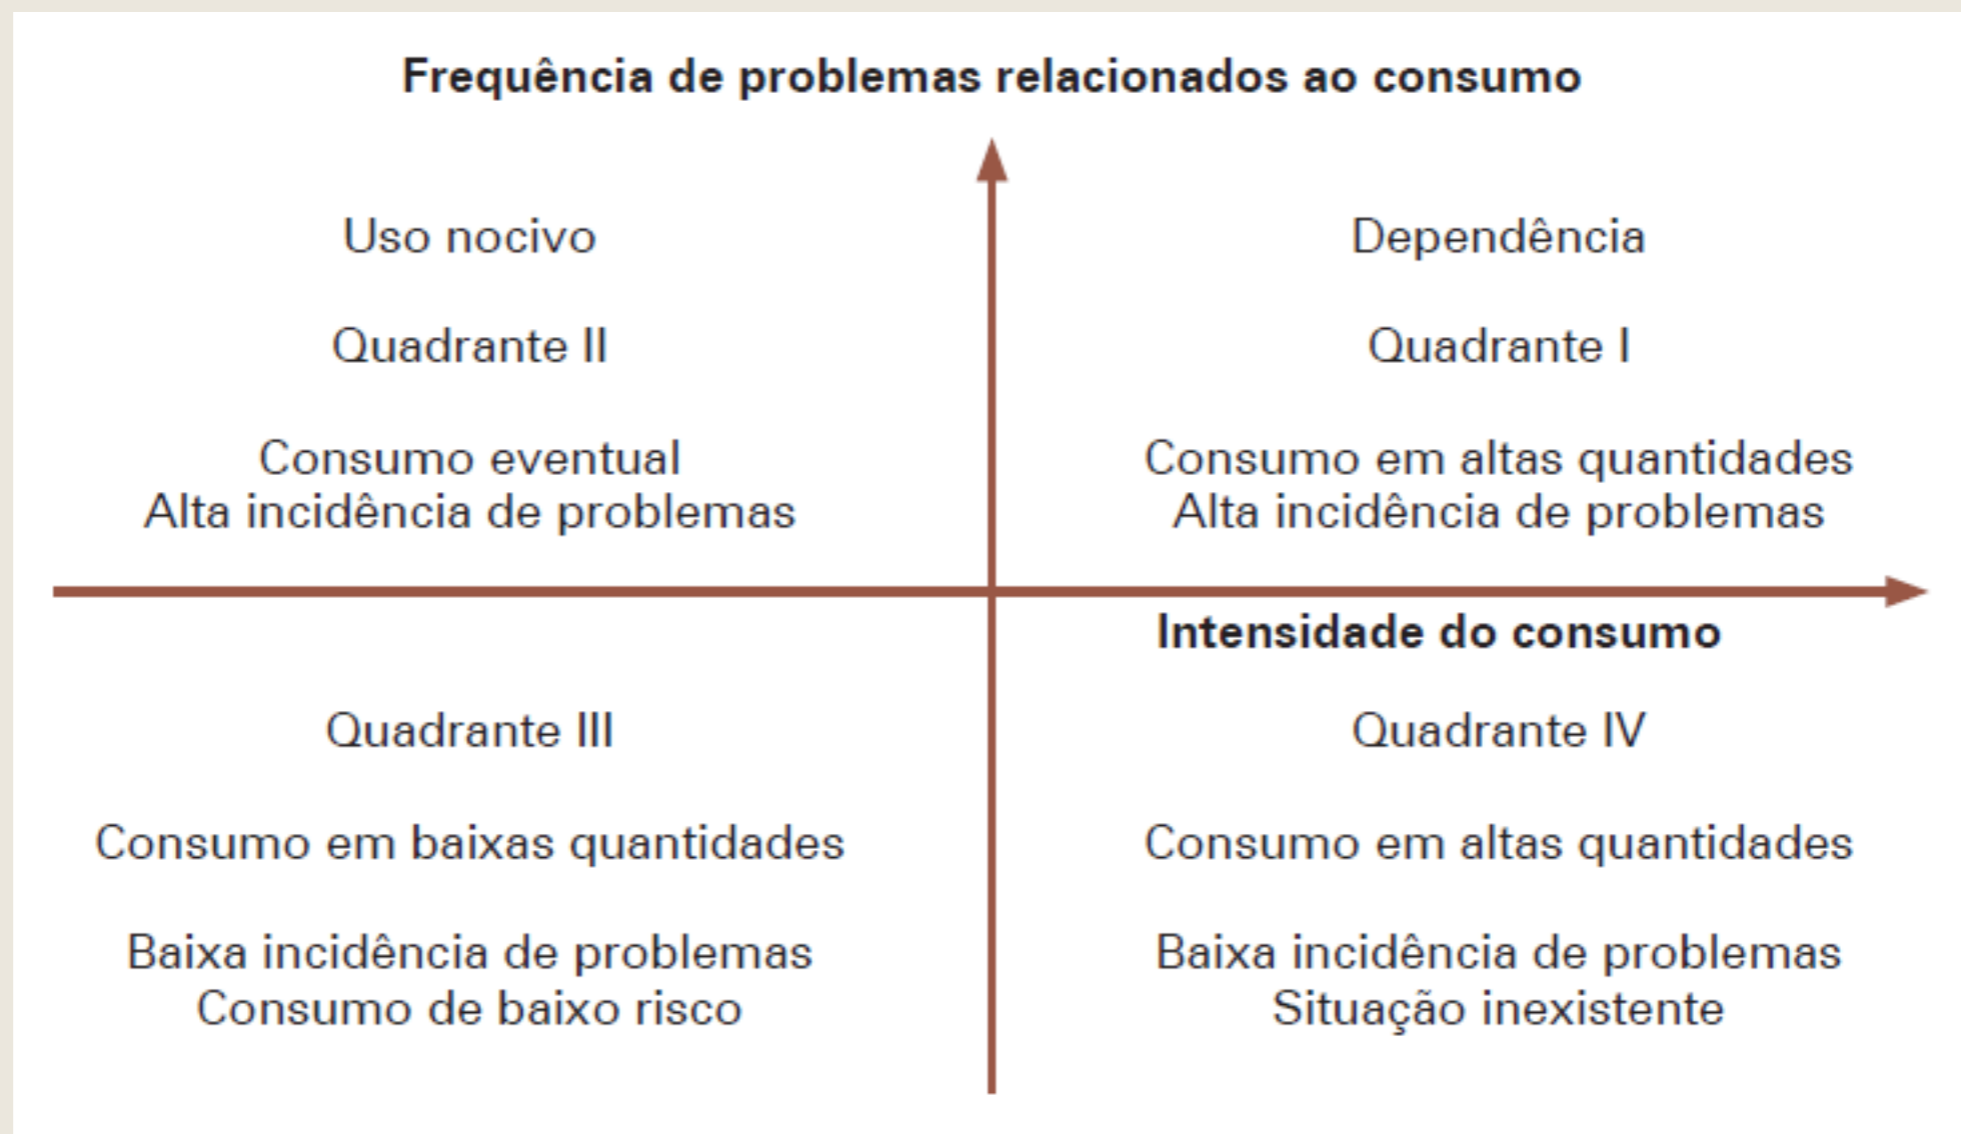 Frequência de problemas relacionados ao consumo
Uso nocivo
Quadrante II
Consumo eventual
Alta incidência de problemas
Dependência
Quadrante I
Consumo em altas quantidades
Alta incidência de problemas
Intensidade do consumo
Quadrante III
Consumo em baixas quantidades
Baixa incidência de problemas
Consumo de baixo risco
Quadrante IV
Consumo em altas quantidades
Baixa incidência de problemas
Situação inexistente